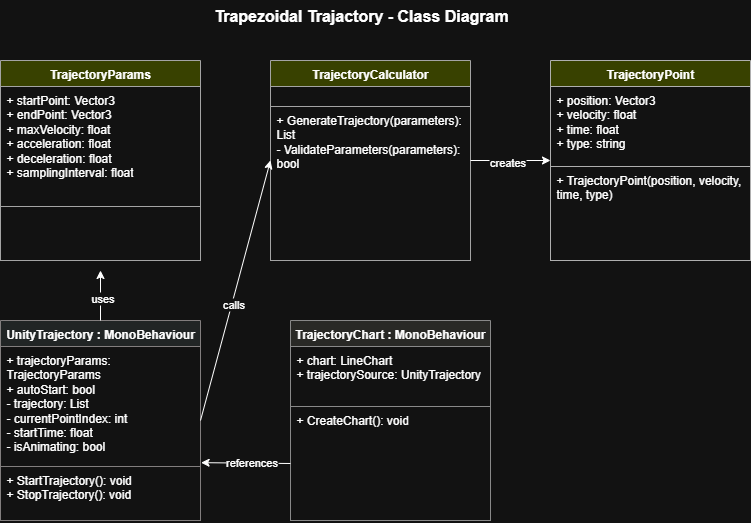 Trapezoidal Trajactory - Class Diagram
TrajectoryParams
+ startPoint: Vector3
+ endPoint: Vector3
+ maxVelocity: float
+ acceleration: float
+ deceleration: float
+ samplingInterval: float
TrajectoryCalculator
+ GenerateTrajectory(parameters):
List
- ValidateParameters(parameters):
bool
creates
TrajectoryPoint
+ position: Vector3
+ velocity: float
+ time: float
+ type: string
+ TrajectoryPoint(position, velocity,
time, type)
uses
calls
UnityTrajectory : MonoBehaviour
+ trajectoryParams:
TrajectoryParams
+ autoStart: bool
- trajectory: List
- currentPointIndex: int
- startTime: float
- isAnimating: bool
+ StartTrajectory(): void
+ StopTrajectory(): void
TrajectoryChart : MonoBehaviour
+ chart: LineChart
+ trajectorySource: UnityTrajectory
+ CreateChart(): void
references